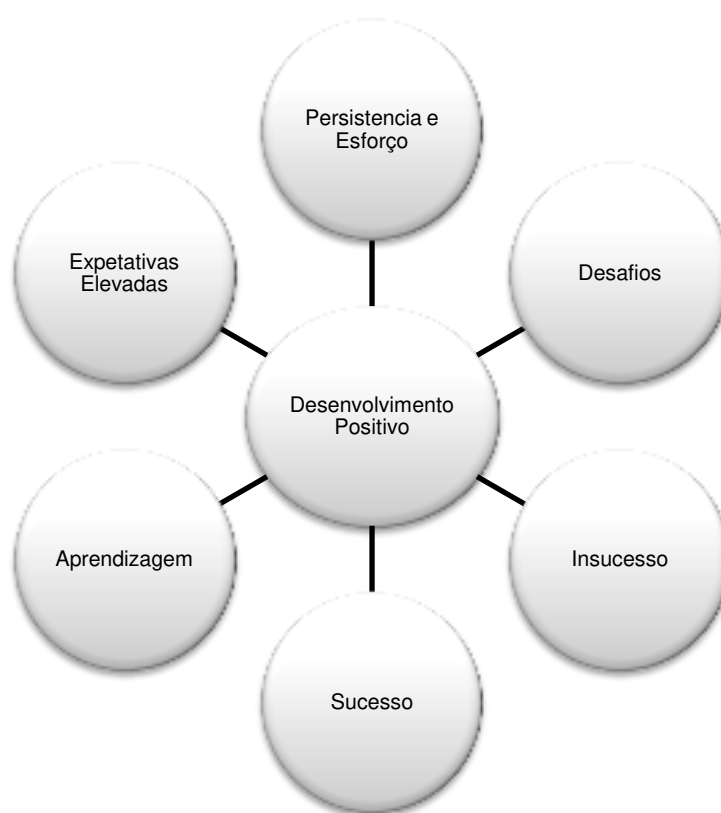 Persistencia e
Esforço
Expetativas
Elevadas
Desafios
Desenvolvimento
Positivo
Aprendizagem
Insucesso
Sucesso